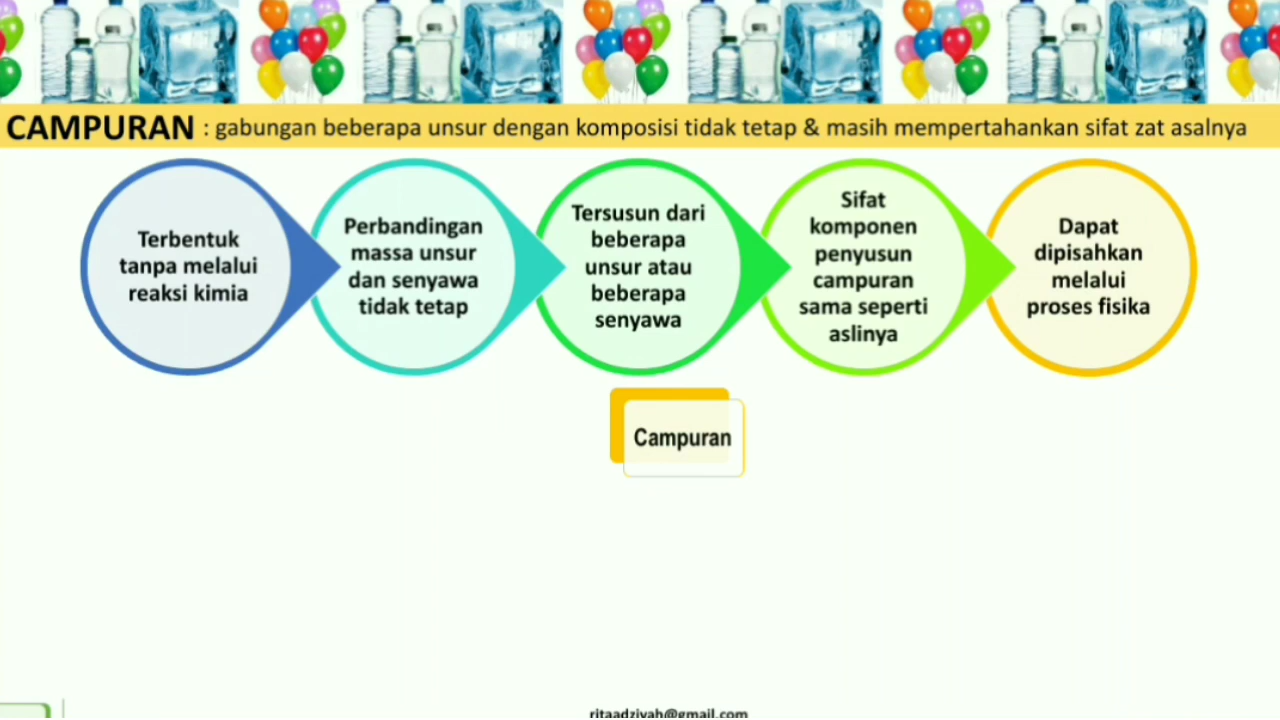 CAMPURAN : gabungan beberapa unsur dengan komposisi tidak tetap & masih mempertahankan sifat zat asalnya
Terbentuk
tanpa melalui
reaksi kimia
Perbandingan
massa unsur
dan senyawa
tidak tetap
Tersusun dari
beberapa
unsur atau
beberapa
senyawa
Sifat
komponen
penyusun
campuran
sama seperti
aslinya
Dapat
dipisahkan
melalui
proses fisika
Campuran
ritaadziyah@gmail.com